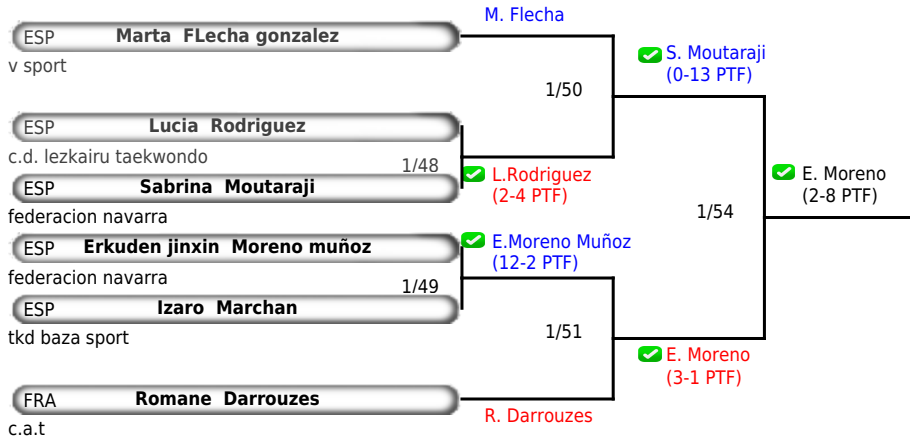 M. Flecha
ESP Marta FLecha gonzalez
v sport
S. Moutaraji
(0-13 PTF)
1/50
ESP Lucia Rodriguez
c.d. lezkairu taekwondo
1/48
L.Rodriguez
(2-4 PTF)
ESP Sabrina Moutaraji
federacion navarra
E. Moreno
(2-8 PTF)
1/54
ESP Erkuden jinxin Moreno muñoz
federacion navarra
E.Moreno Muñoz
(12-2 PTF)
1/49
ESP Izaro Marchan
tkd baza sport
1/51
E. Moreno
(3-1 PTF)
FRA Romane Darrouzes
c.a.t
R. Darrouzes